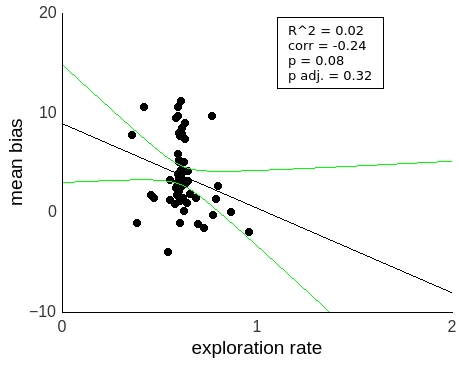 20
10
0
−10
mean bias
R^2 = 0.02
corr = -0.24
p = 0.08
p adj. = 0.32
0
1
2
exploration rate